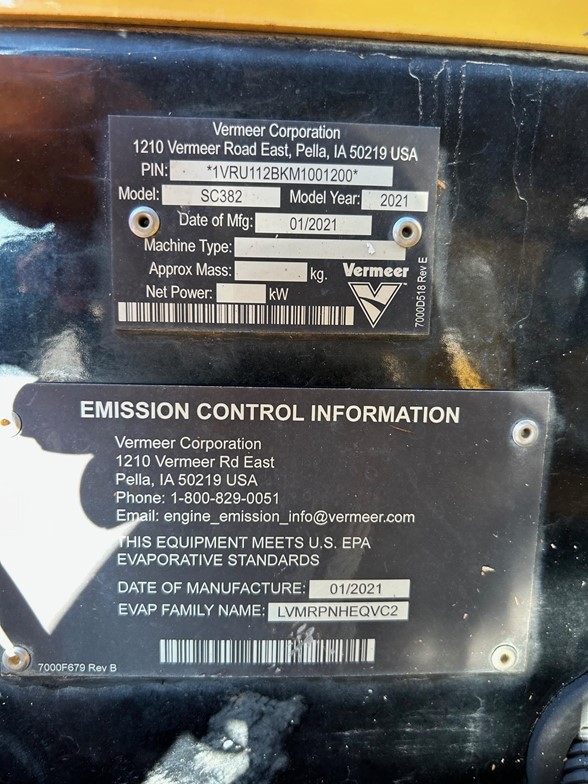 Vermeer Corporation
1210 Vermeer Road East, Pella, IA 50219 USA
PIN: *1VRU112BKM1001200*
Model: SC382 Model Year: 2021
Date of Mfg: 01/2021
Machine Type:
Approx Mass: kg. Vermeer
Net Power: kW
7000D518 Rev E
EMISSION CONTROL INFORMATION
Vermeer Corporation
1210 Vermeer Rd East
Pella, IA 50219 USA
Phone: 1-800-829-0051
Email: engine_emission_info@vermeer.com
THIS EQUIPMENT MEETS U.S. EPA
EVAPORATIVE STANDARDS
DATE OF MANUFACTURE: 01/2021
EVAP FAMILY NAME: LVMRPNHEQVC2
7000F679 Rev B